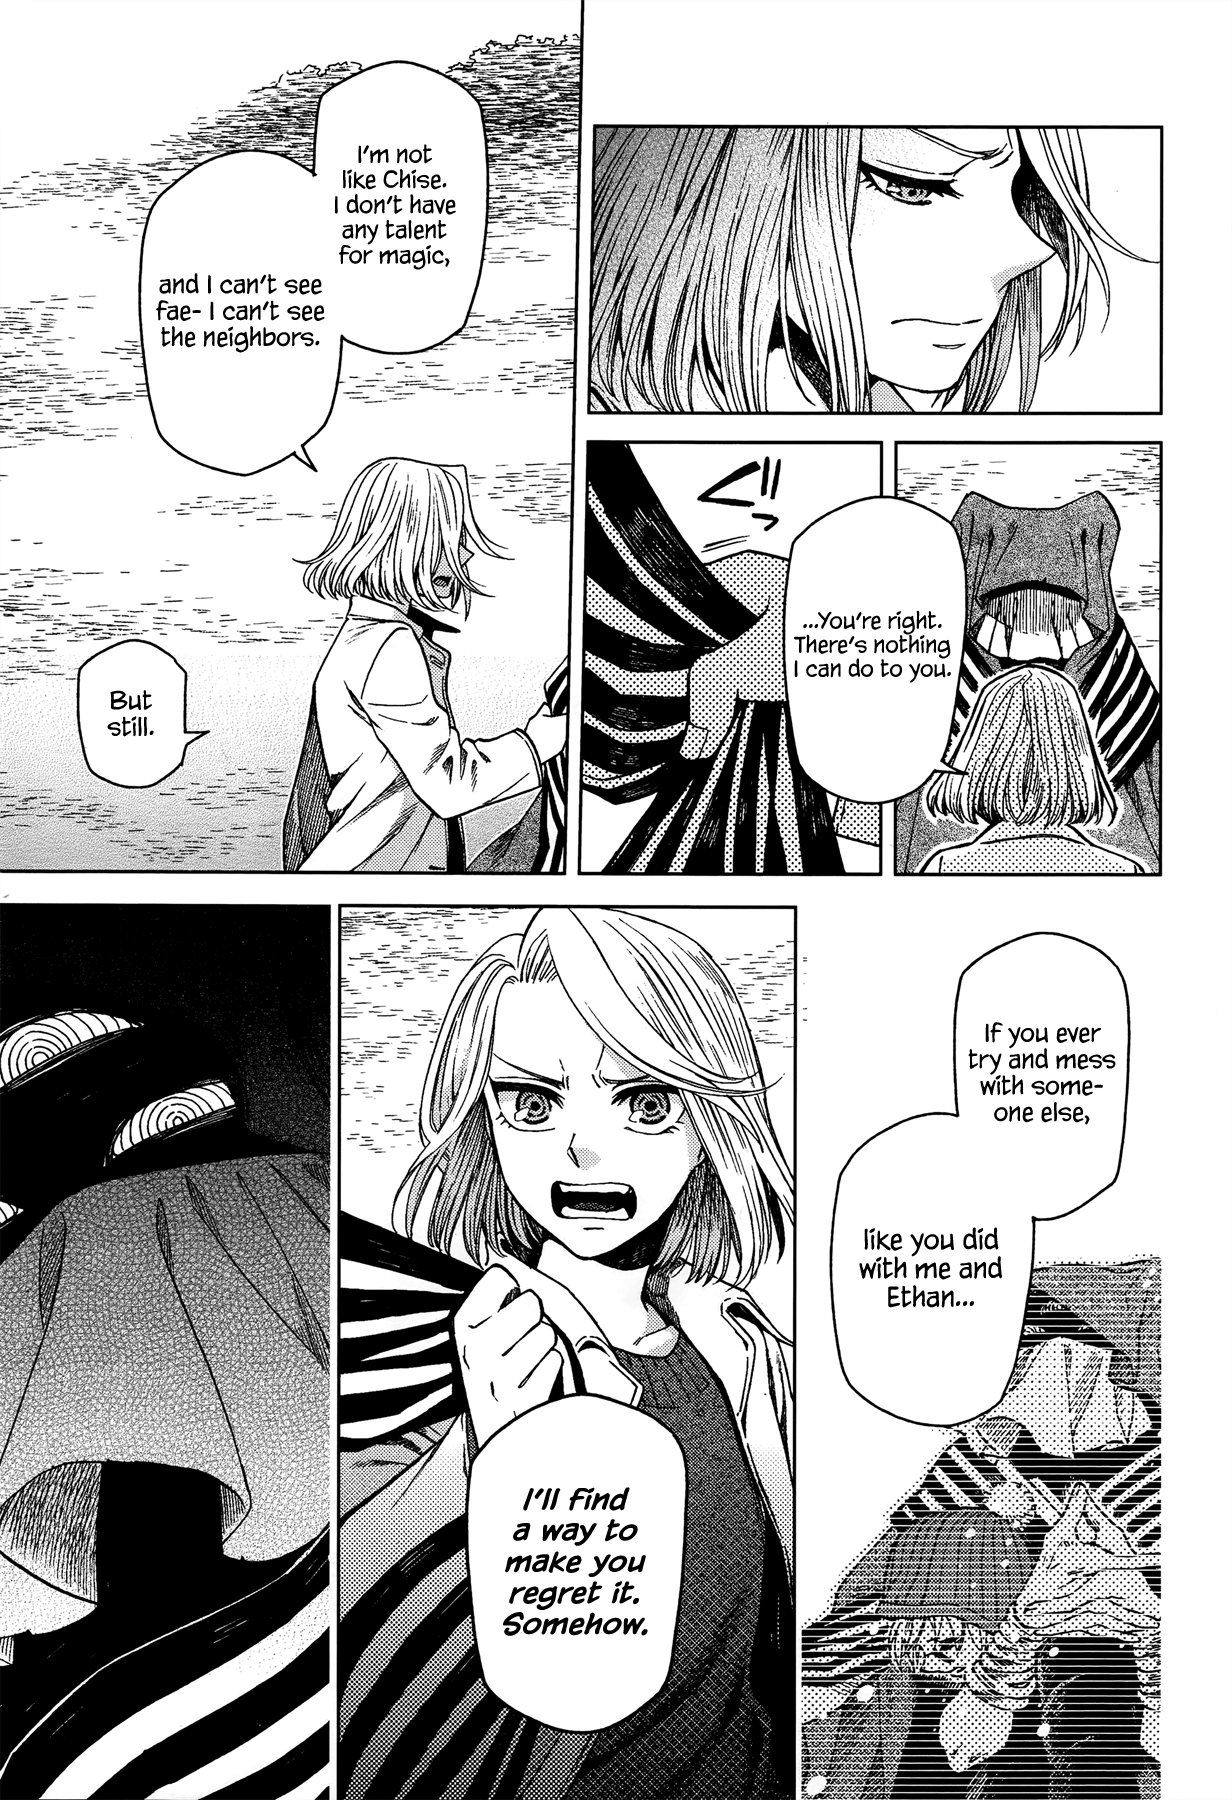 ...You're right.
There's nothing
I can do to you.
I'm not
like Chise.
I don't have
any talent
for magic,
and I can't see
fae- I can't see
the neighbors.
But
still.
If you ever
try and mess
with some-
one else,
like you did
with me and
Ethan...
I'll find
a way to
make you
regret it.
Somehow.